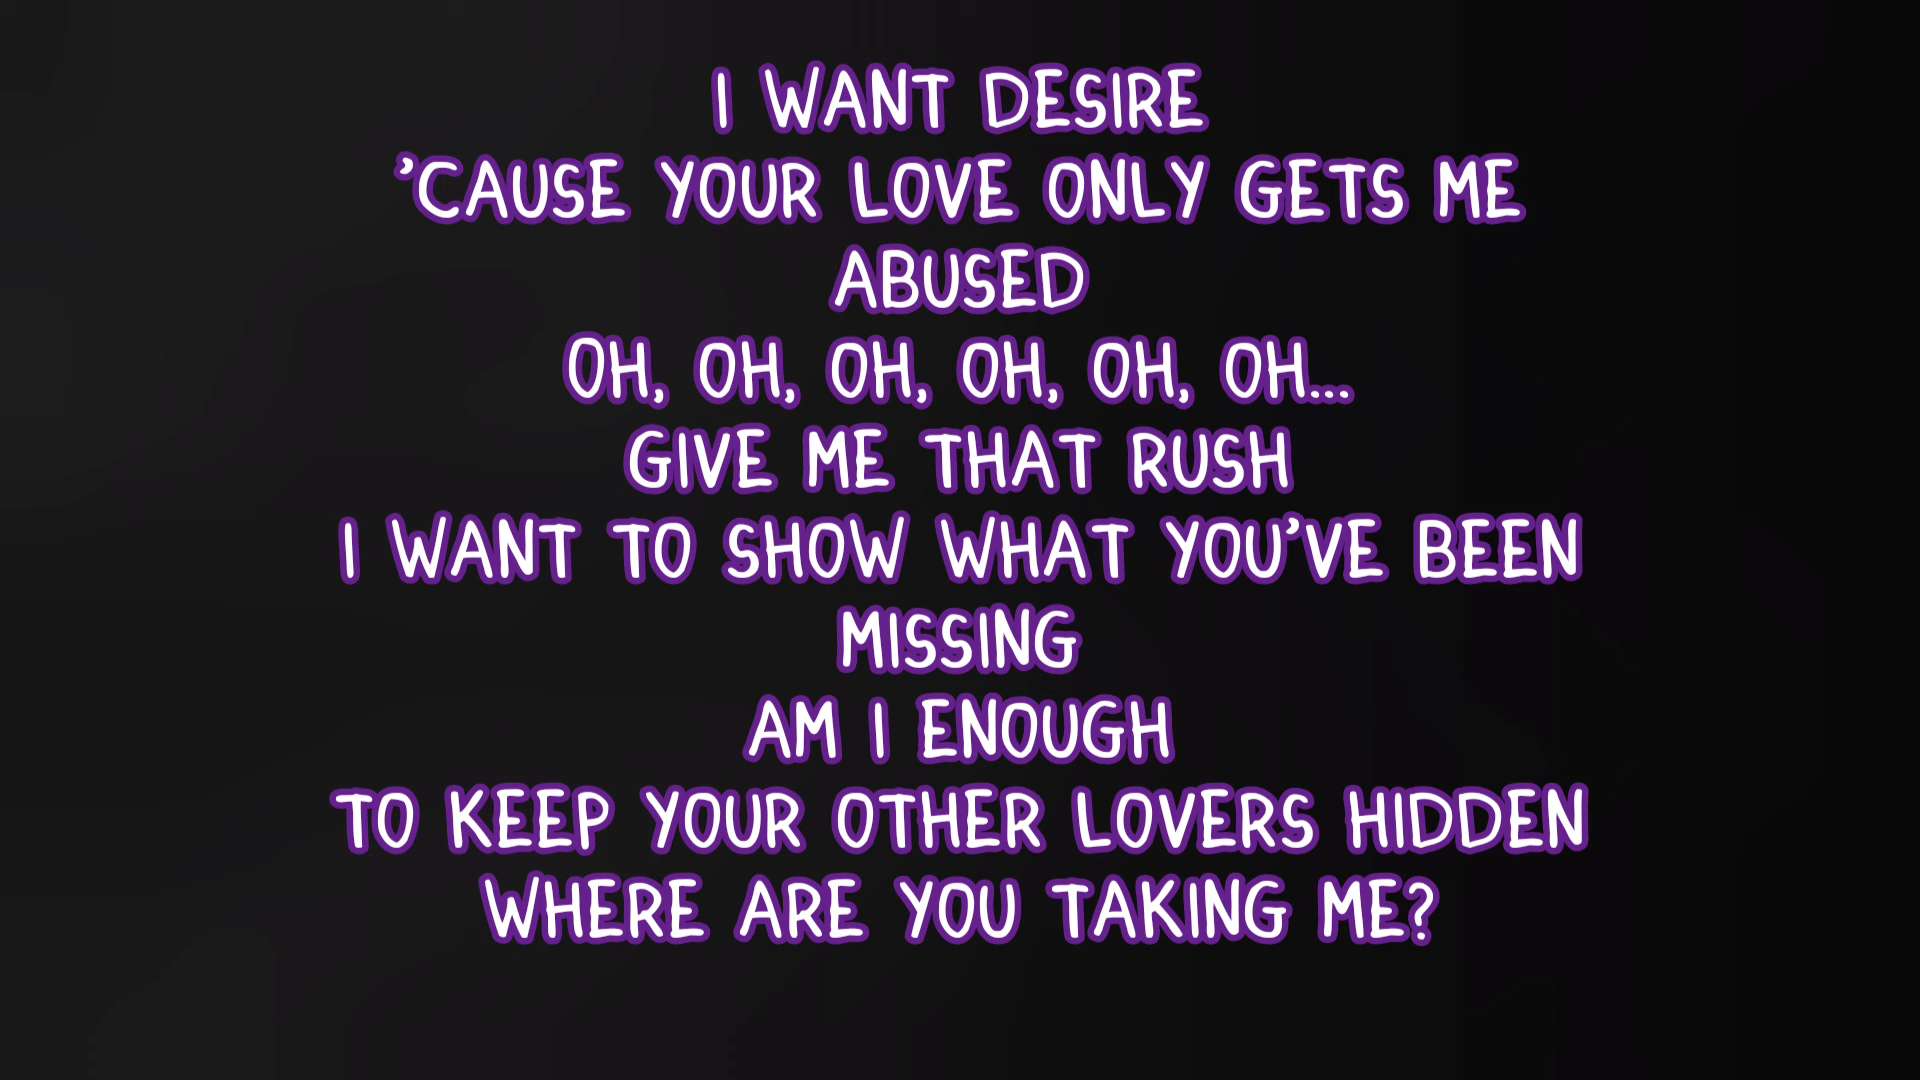 I WANT DESIRE
'CAUSE YOUR LOVE ONLY GETS ME
ABUSED
OH, OH, OH, OH, OH, OH...
GIVE ME THAT RUSH
I WANT TO SHOW WHAT YOU'VE BEEN
MISSING
AM I ENOUGH
TO KEEP YOUR OTHER LOVERS HIDDEN
WHERE ARE YOU TAKING ME?